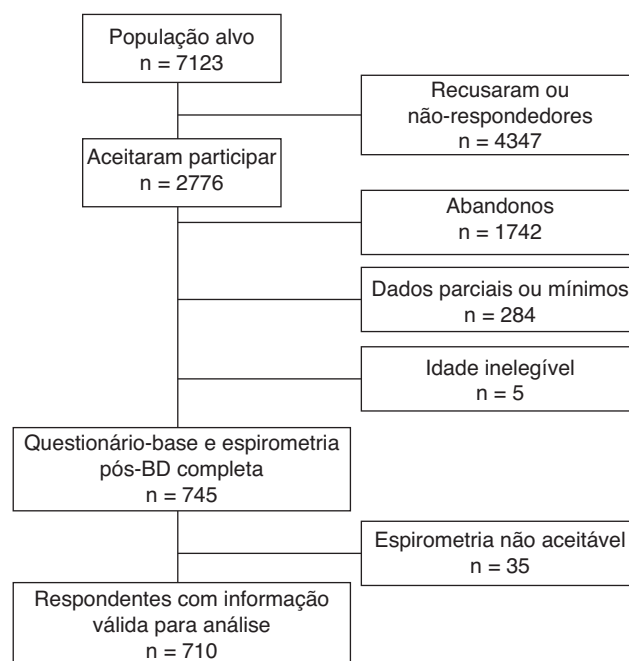 População alvo
n = 7123
Recusaram ou
não-respondedores
n = 4347
Aceitaram participar
n = 2776
Abandonos
n = 1742
Dados parciais ou mínimos
n = 284
Idade inelegível
n = 5
Questionário-base e espirometria
pós-BD completa
n = 745
Espirometria não aceitável
n = 35
Respondentes com informação
válida para análise
n = 710